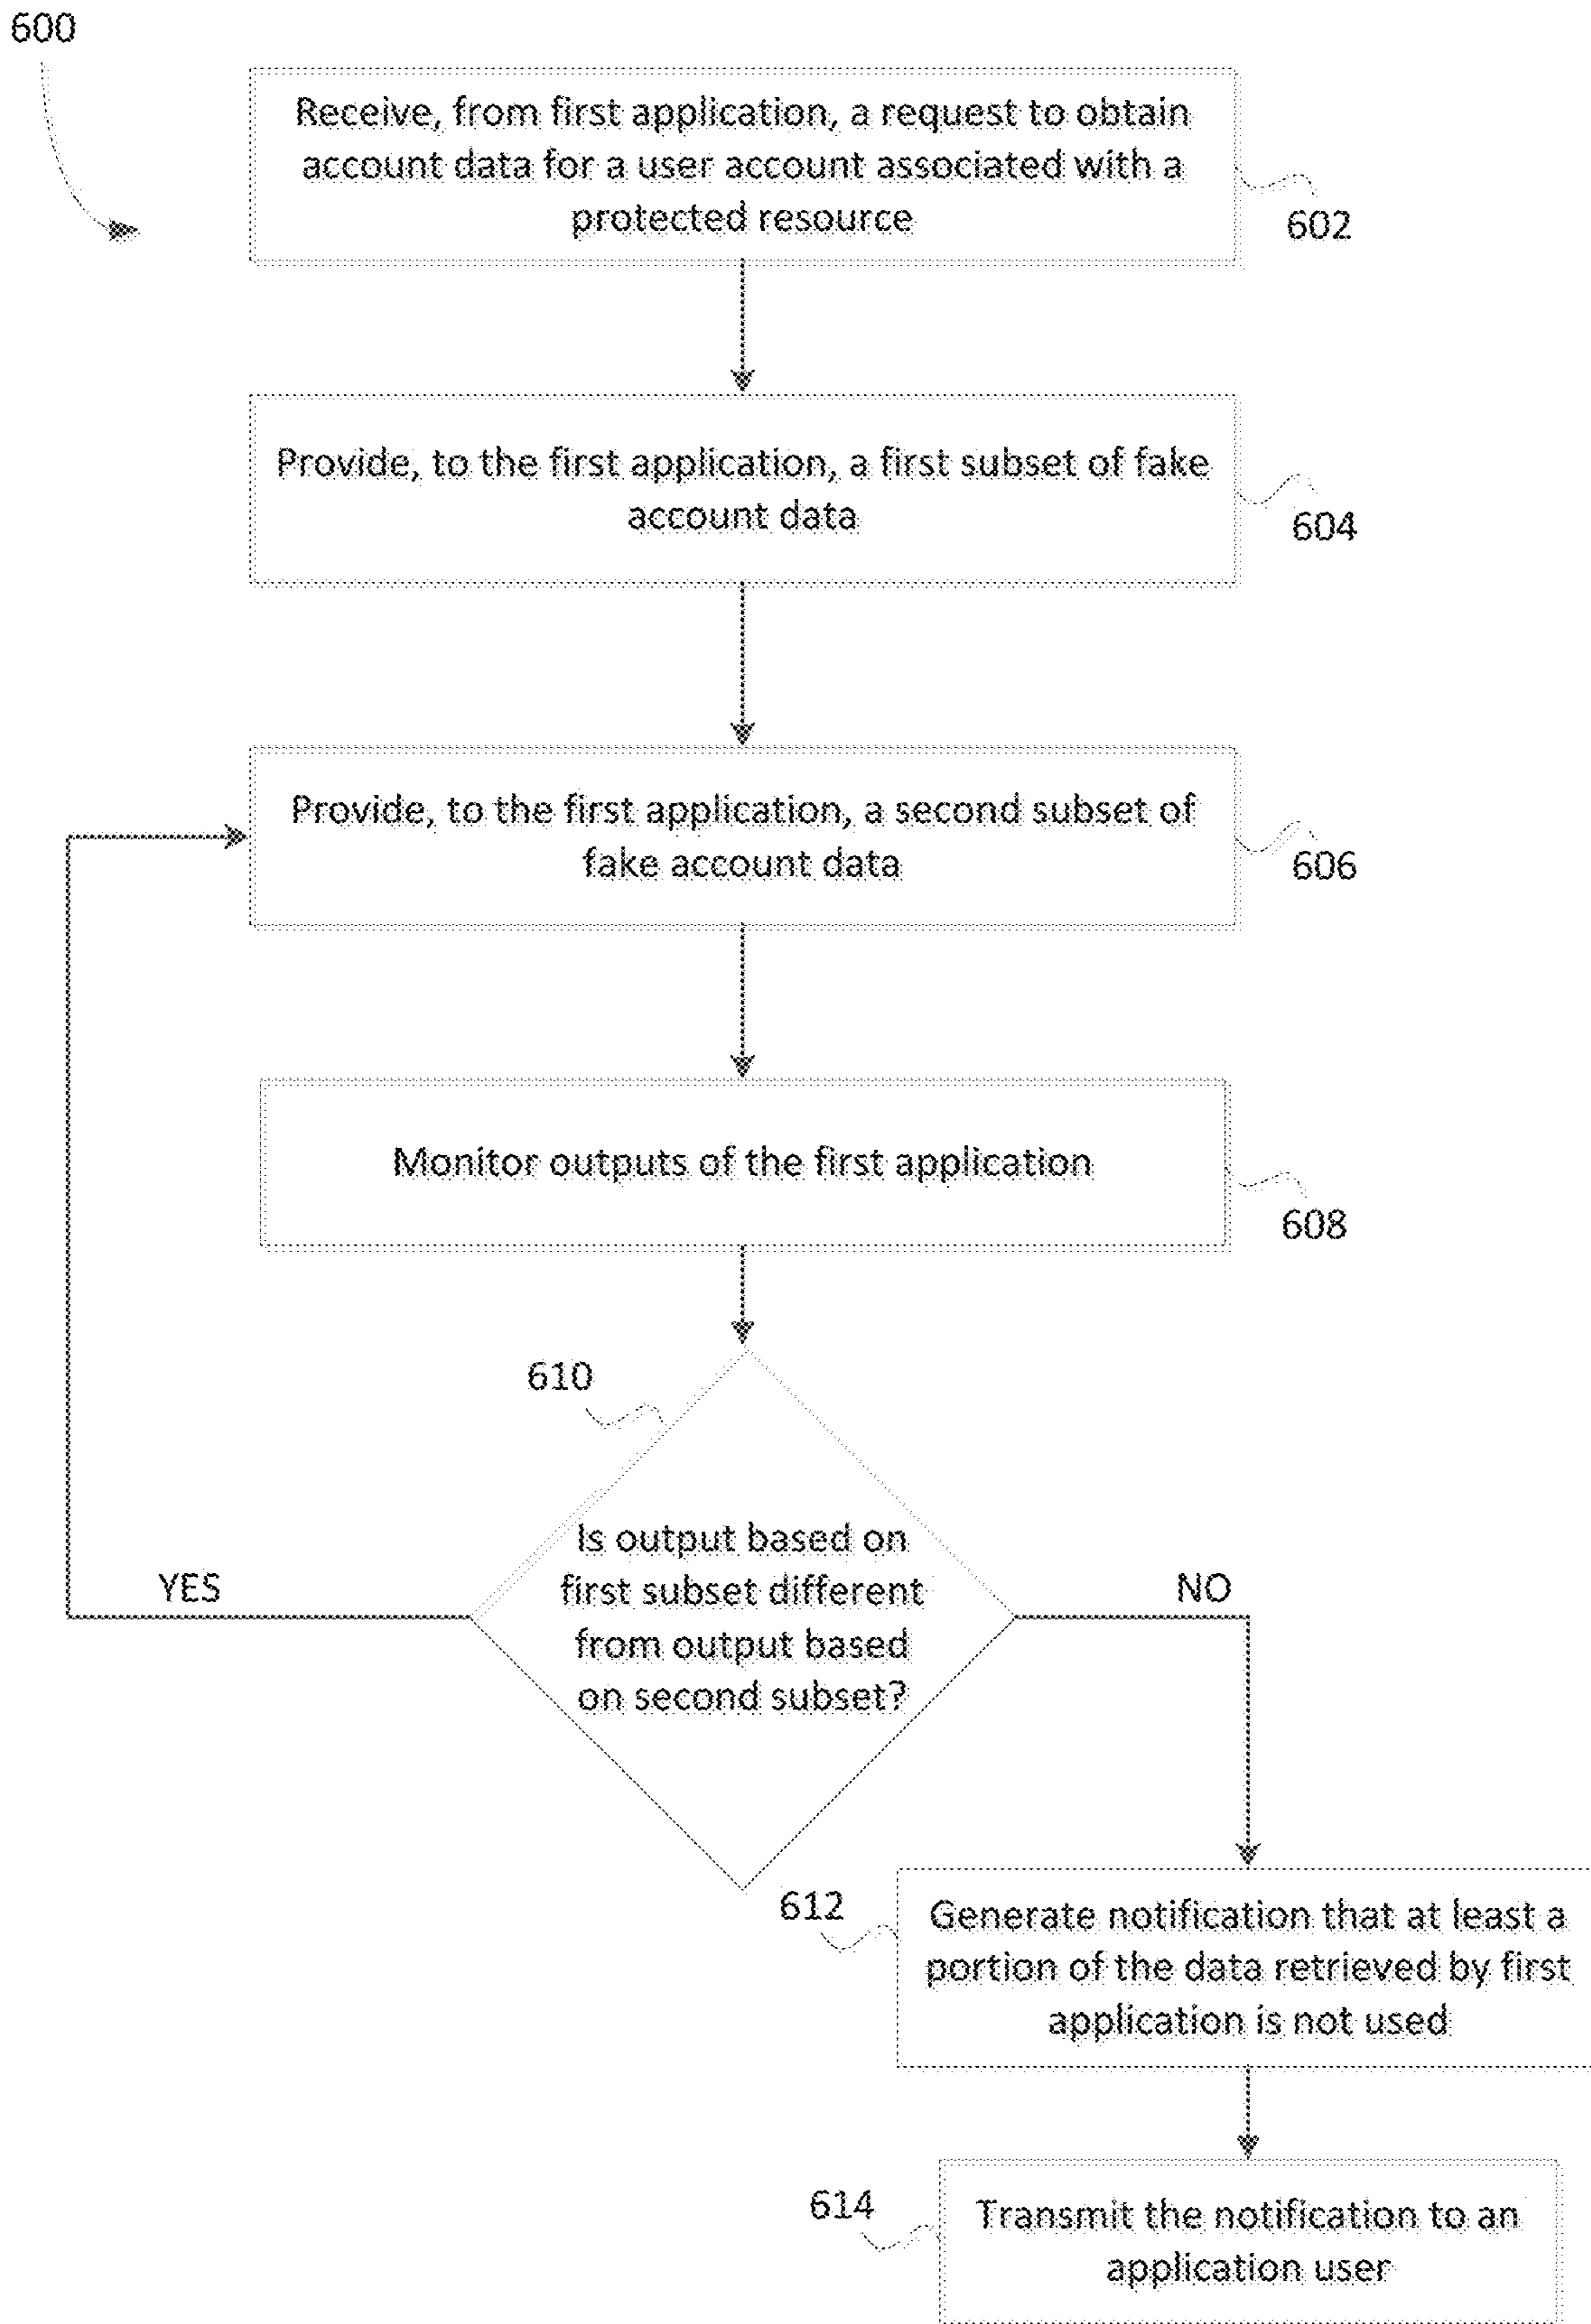 600
Receive, from first application, a request to obtain
account data for a user account associated with a
protected resource
602
Provide, to the first application, a first subset of fake
account data
604
Provide, to the first application, a second subset of
fake account data
606
Monitor outputs of the first application
608
610
Is output based on
first subset different
from output based
on second subset?
YES
NO
612
Generate notification that at least a
portion of the data retrieved by first
application is not used
614
Transmit the notification to an
application user